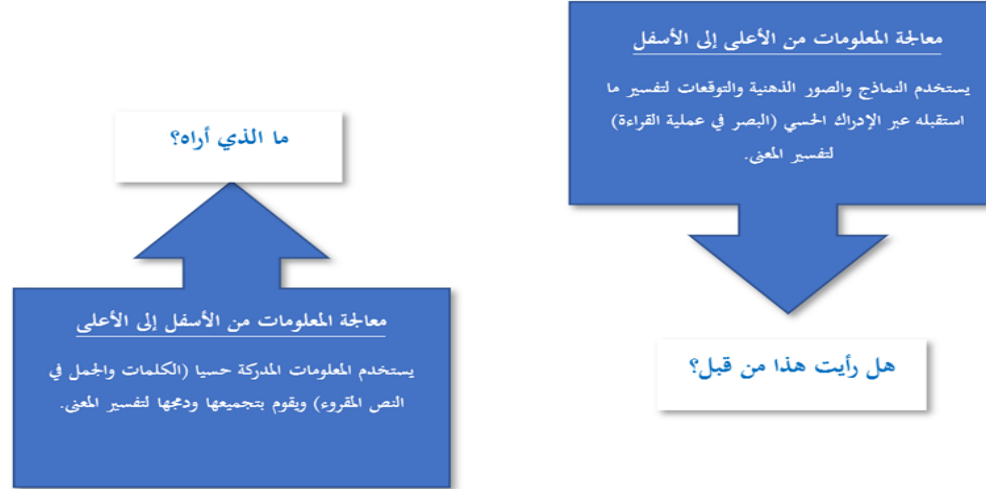 معالجة المعلومات من الأعلى إلى الأسفل
يستخدم النماذج والصور الذهنية والتوقعات لتفسير ما
استقبله عبر الإدراك الحسي (البصر في عملية القراءة)
لتفسير المعنى.
هل رأيت هذا من قبل؟
ما الذي أراه؟
معالجة المعلومات من الأسفل إلى الأعلى
يستخدم المعلومات المدركة حسيا (الكلمات والجمل في
النص المقروء) ويقوم بتجميعها ودمجها لتفسير المعنى.